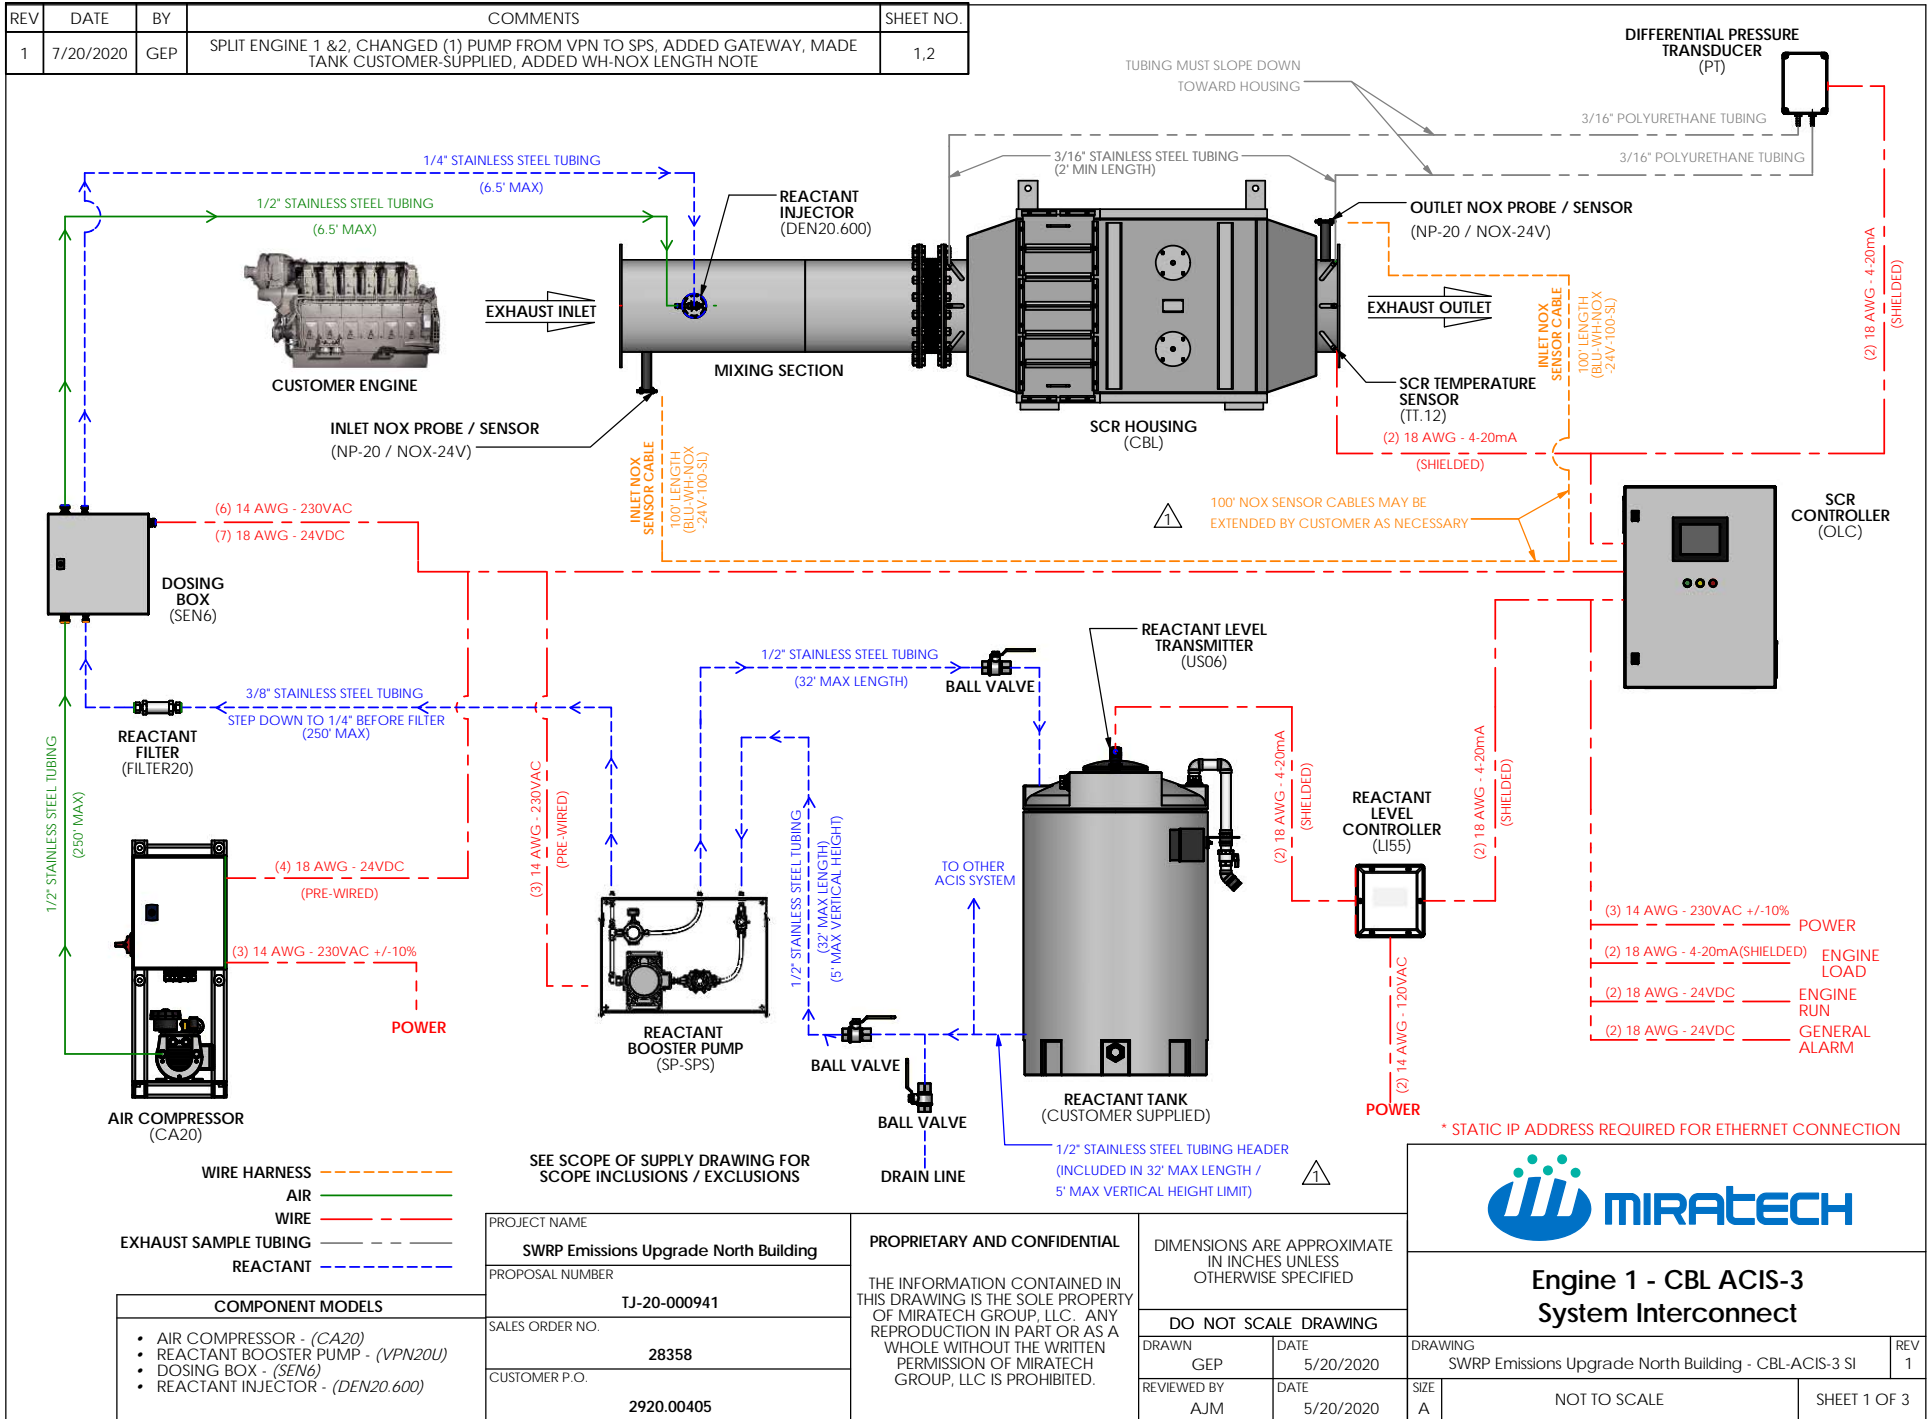 REV DATE BY COMMENTS SHEET NO.
1 7/20/2020 GEP SPLIT ENGINE 1 &2, CHANGED (1) PUMP FROM VPN TO SPS, ADDED GATEWAY, MADE
TANK CUSTOMER-SUPPLIED, ADDED WH-NOX LENGTH NOTE
1,2
DIFFERENTIAL PRESSURE
TRANSDUCER
(PT)
TUBING MUST SLOPE DOWN
TOWARD HOUSING
3/16" POLYURETHANE TUBING
3/16" POLYURETHANE TUBING
3/16" STAINLESS STEEL TUBING
(2' MIN LENGTH)
1/4" STAINLESS STEEL TUBING
(6.5' MAX)
1/2" STAINLESS STEEL TUBING
(6.5' MAX)
REACTANT
INJECTOR
(DEN20.600)
OUTLET NOX PROBE / SENSOR
(NP-20 / NOX-24V)
(2) 18 AWG - 4-20mA
(SHIELDED)
EXHAUST INLET
EXHAUST OUTLET
INLET NOX
SENSOR CABLE
100' LENGTH
(BLU-WH-NOX
-24V-100-SL)
CUSTOMER ENGINE
MIXING SECTION
SCR TEMPERATURE
SENSOR
(TT.12)
INLET NOX PROBE / SENSOR
(NP-20 / NOX-24V)
SCR HOUSING
(CBL)
(2) 18 AWG - 4-20mA
(SHIELDED)
INLET NOX
SENSOR CABLE
100' LENGTH
(BLU-WH-NOX
-24V-100-SL)
1
100' NOX SENSOR CABLES MAY BE
EXTENDED BY CUSTOMER AS NECESSARY
SCR
CONTROLLER
(OLC)
(6) 14 AWG - 230VAC
(7) 18 AWG - 24VDC
DOSING
BOX
(SEN6)
REACTANT LEVEL
TRANSMITTER
(US06)
1/2" STAINLESS STEEL TUBING
(32' MAX LENGTH)
BALL VALVE
3/8" STAINLESS STEEL TUBING
STEP DOWN TO 1/4" BEFORE FILTER
(250' MAX)
REACTANT
FILTER
(FILTER20)
1/2" STAINLESS STEEL TUBING
(250' MAX)
(3) 14 AWG - 230VAC
(PRE-WIRED)
1/2" STAINLESS STEEL TUBING
(32' MAX LENGTH)
(5' MAX VERTICAL HEIGHT)
(2) 18 AWG - 4-20mA
(SHIELDED)
(2) 18 AWG - 4-20mA
(SHIELDED)
REACTANT
LEVEL
CONTROLLER
(LI55)
TO OTHER
ACIS SYSTEM
(4) 18 AWG - 24VDC
(PRE-WIRED)
(3) 14 AWG - 230VAC +/-10%
POWER
(3) 14 AWG - 230VAC +/-10%
POWER
(2) 18 AWG - 4-20mA(SHIELDED)
ENGINE
LOAD
(2) 18 AWG - 24VDC
ENGINE
RUN
(2) 18 AWG - 24VDC
GENERAL
ALARM
(2) 14 AWG - 120VAC
POWER
REACTANT
BOOSTER PUMP
(SP-SPS)
BALL VALVE
BALL VALVE
DRAIN LINE
REACTANT TANK
(CUSTOMER SUPPLIED)
AIR COMPRESSOR
(CA20)
1/2" STAINLESS STEEL TUBING HEADER
(INCLUDED IN 32' MAX LENGTH /
5' MAX VERTICAL HEIGHT LIMIT)
1
* STATIC IP ADDRESS REQUIRED FOR ETHERNET CONNECTION
SEE SCOPE OF SUPPLY DRAWING FOR
SCOPE INCLUSIONS / EXCLUSIONS
WIRE HARNESS
AIR
WIRE
EXHAUST SAMPLE TUBING
REACTANT
COMPONENT MODELS
• AIR COMPRESSOR - (CA20)
• REACTANT BOOSTER PUMP - (VPN20U)
• DOSING BOX - (SEN6)
• REACTANT INJECTOR - (DEN20.600)
PROJECT NAME
SWRP Emissions Upgrade North Building
PROPOSAL NUMBER
TJ-20-000941
SALES ORDER NO.
28358
CUSTOMER P.O.
2920.00405
PROPRIETARY AND CONFIDENTIAL
THE INFORMATION CONTAINED IN
THIS DRAWING IS THE SOLE PROPERTY
OF MIRATECH GROUP, LLC. ANY
REPRODUCTION IN PART OR AS A
WHOLE WITHOUT THE WRITTEN
PERMISSION OF MIRATECH
GROUP, LLC IS PROHIBITED.
DIMENSIONS ARE APPROXIMATE
IN INCHES UNLESS
OTHERWISE SPECIFIED
DO NOT SCALE DRAWING
DRAWN
GEP
DATE
5/20/2020
REVIEWED BY
AJM
DATE
5/20/2020
MIRATECH
Engine 1 - CBL ACIS-3
System Interconnect
DRAWING
SWRP Emissions Upgrade North Building - CBL-ACIS-3 SI
REV
1
SIZE
A
NOT TO SCALE
SHEET 1 OF 3